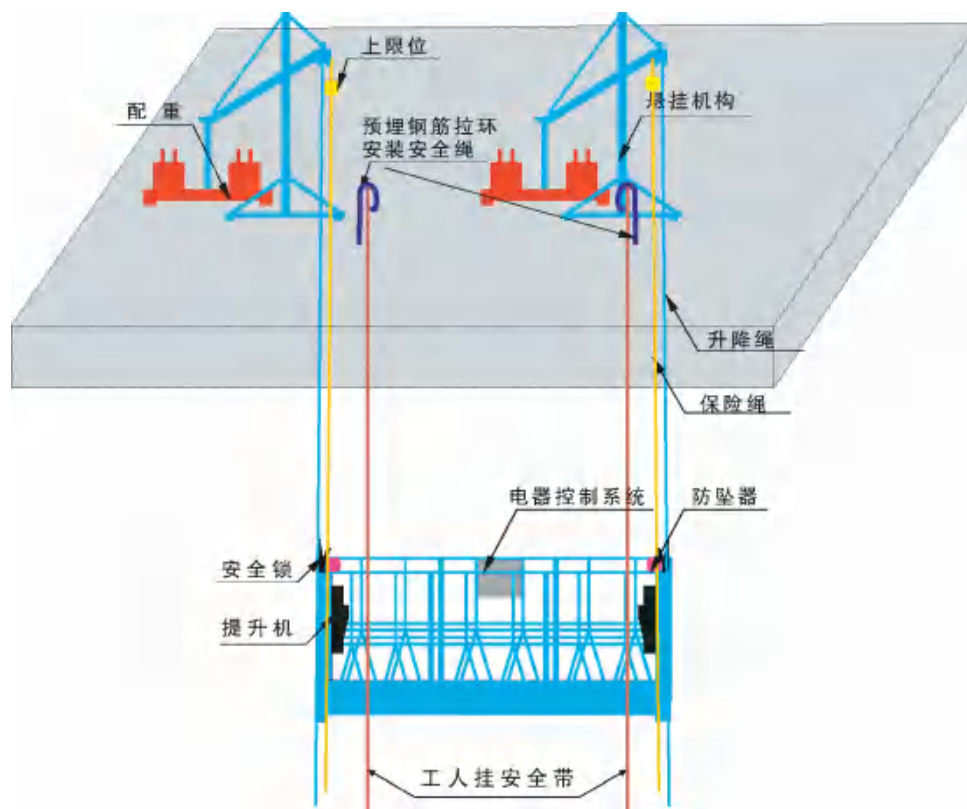 上限位
配重
悬挂机构
预埋钢筋拉环
安装安全绳
升降绳
保险绳
电器控制系统
防坠器
安全锁
提升机
工人挂安全带